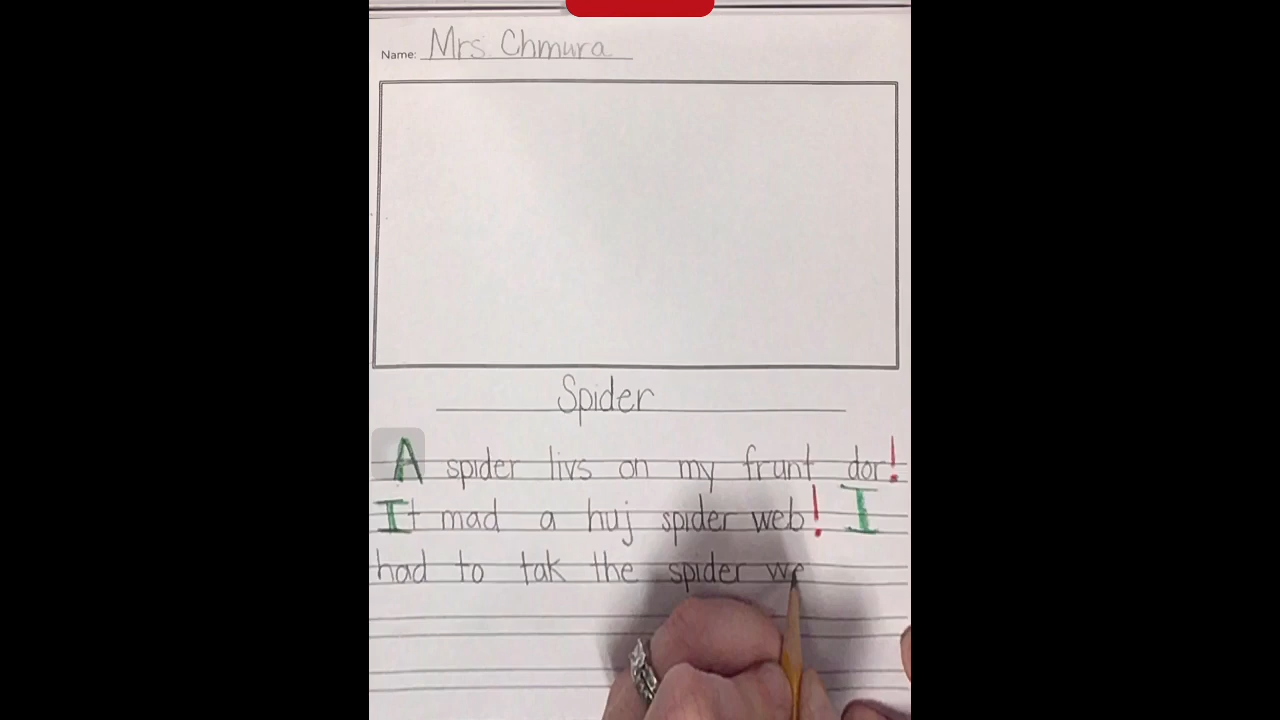 Name: Mrs. Chmura
Spider
A spider livs on my frunt dor!
It mad a huj spider web! I
had to tak the spider we